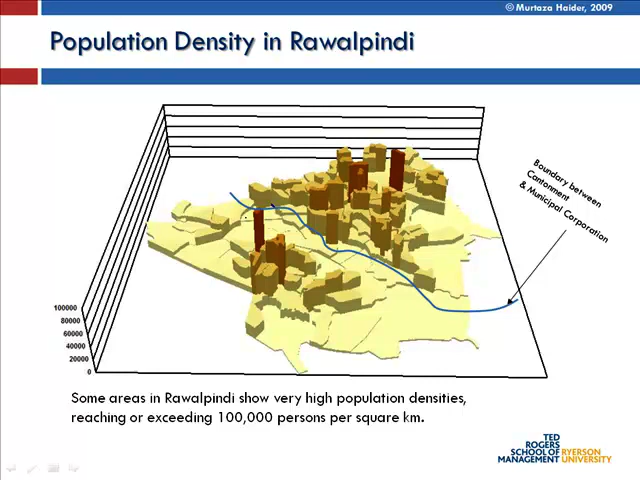 © Murtaza Haider, 2009
Population Density in Rawalpindi
Boundary between
Cantonment
& Municipal Corporation
100000
80000
60000
40000
20000
0
Some areas in Rawalpindi show very high population densities,
reaching or exceeding 100,000 persons per square km.
TED
ROGERS
SCHOOL OF RYERSON
MANAGEMENT UNIVERSITY